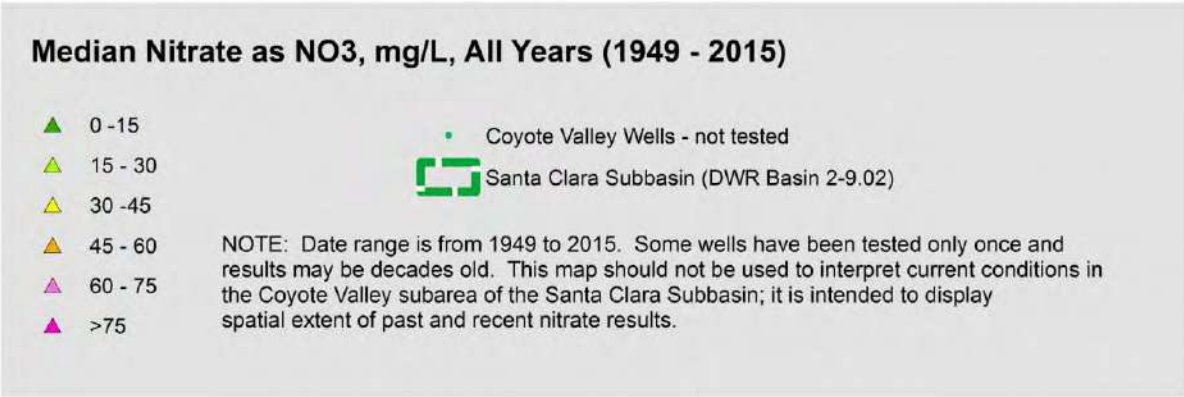 Median Nitrate as NO3, mg/L, All Years (1949 - 2015)
0 -15
15 - 30
30 -45
45 - 60
60 - 75
>75
Coyote Valley Wells - not tested
Santa Clara Subbasin (DWR Basin 2-9.02)
NOTE:  Date range is from 1949 to 2015.  Some wells have been tested only once and
results may be decades old.  This map should not be used to interpret current conditions in
the Coyote Valley subarea of the Santa Clara Subbasin; it is intended to display
spatial extent of past and recent nitrate results.